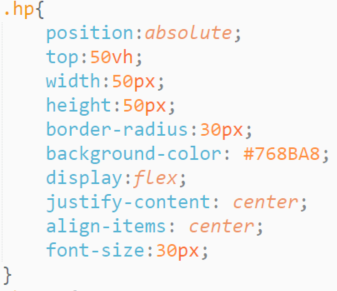 .hp{
position:absolute;
top:50vh;
width:50px;
height:50px;
border-radius:30px;
background-color: #768BA8;
display:flex;
justify-content: center;
align-items: center;
font-size:30px;
}